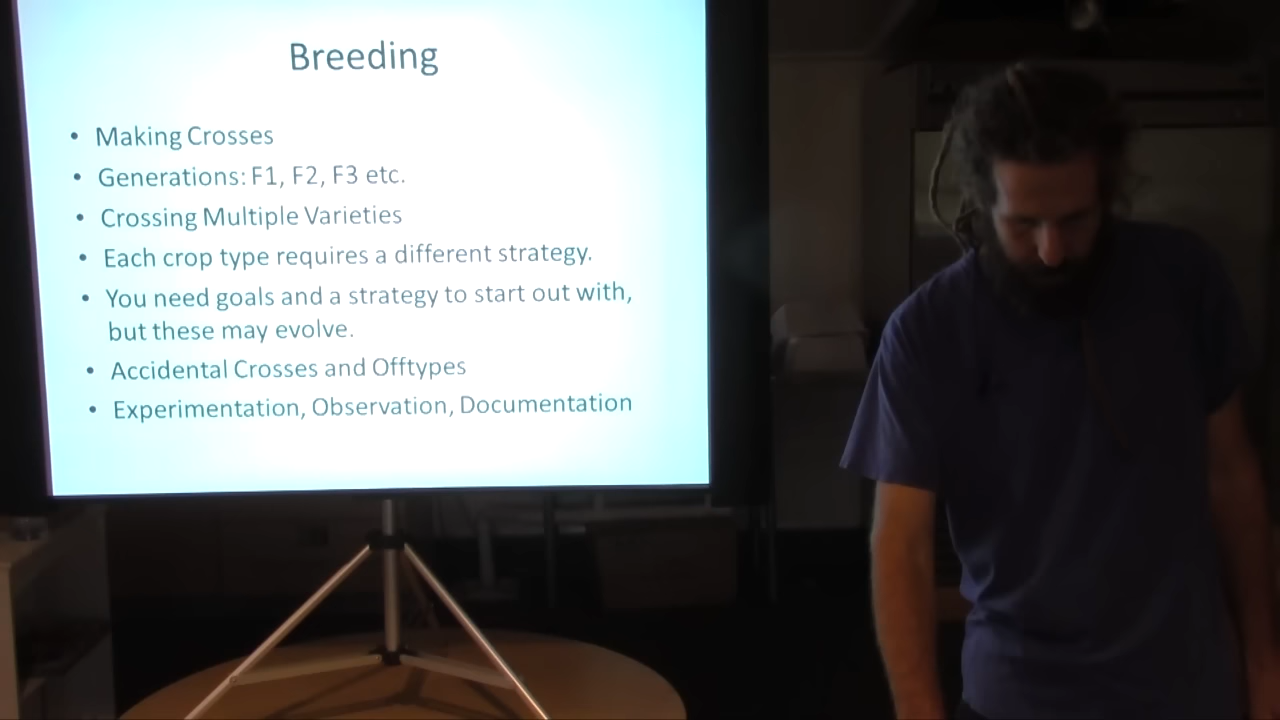 Breeding
• Making Crosses
• Generations: F1, F2, F3 etc.
• Crossing Multiple Varieties
• Each crop type requires a different strategy.
• You need goals and a strategy to start out with,
but these may evolve.
• Accidental Crosses and Offtypes
• Experimentation, Observation, Documentation